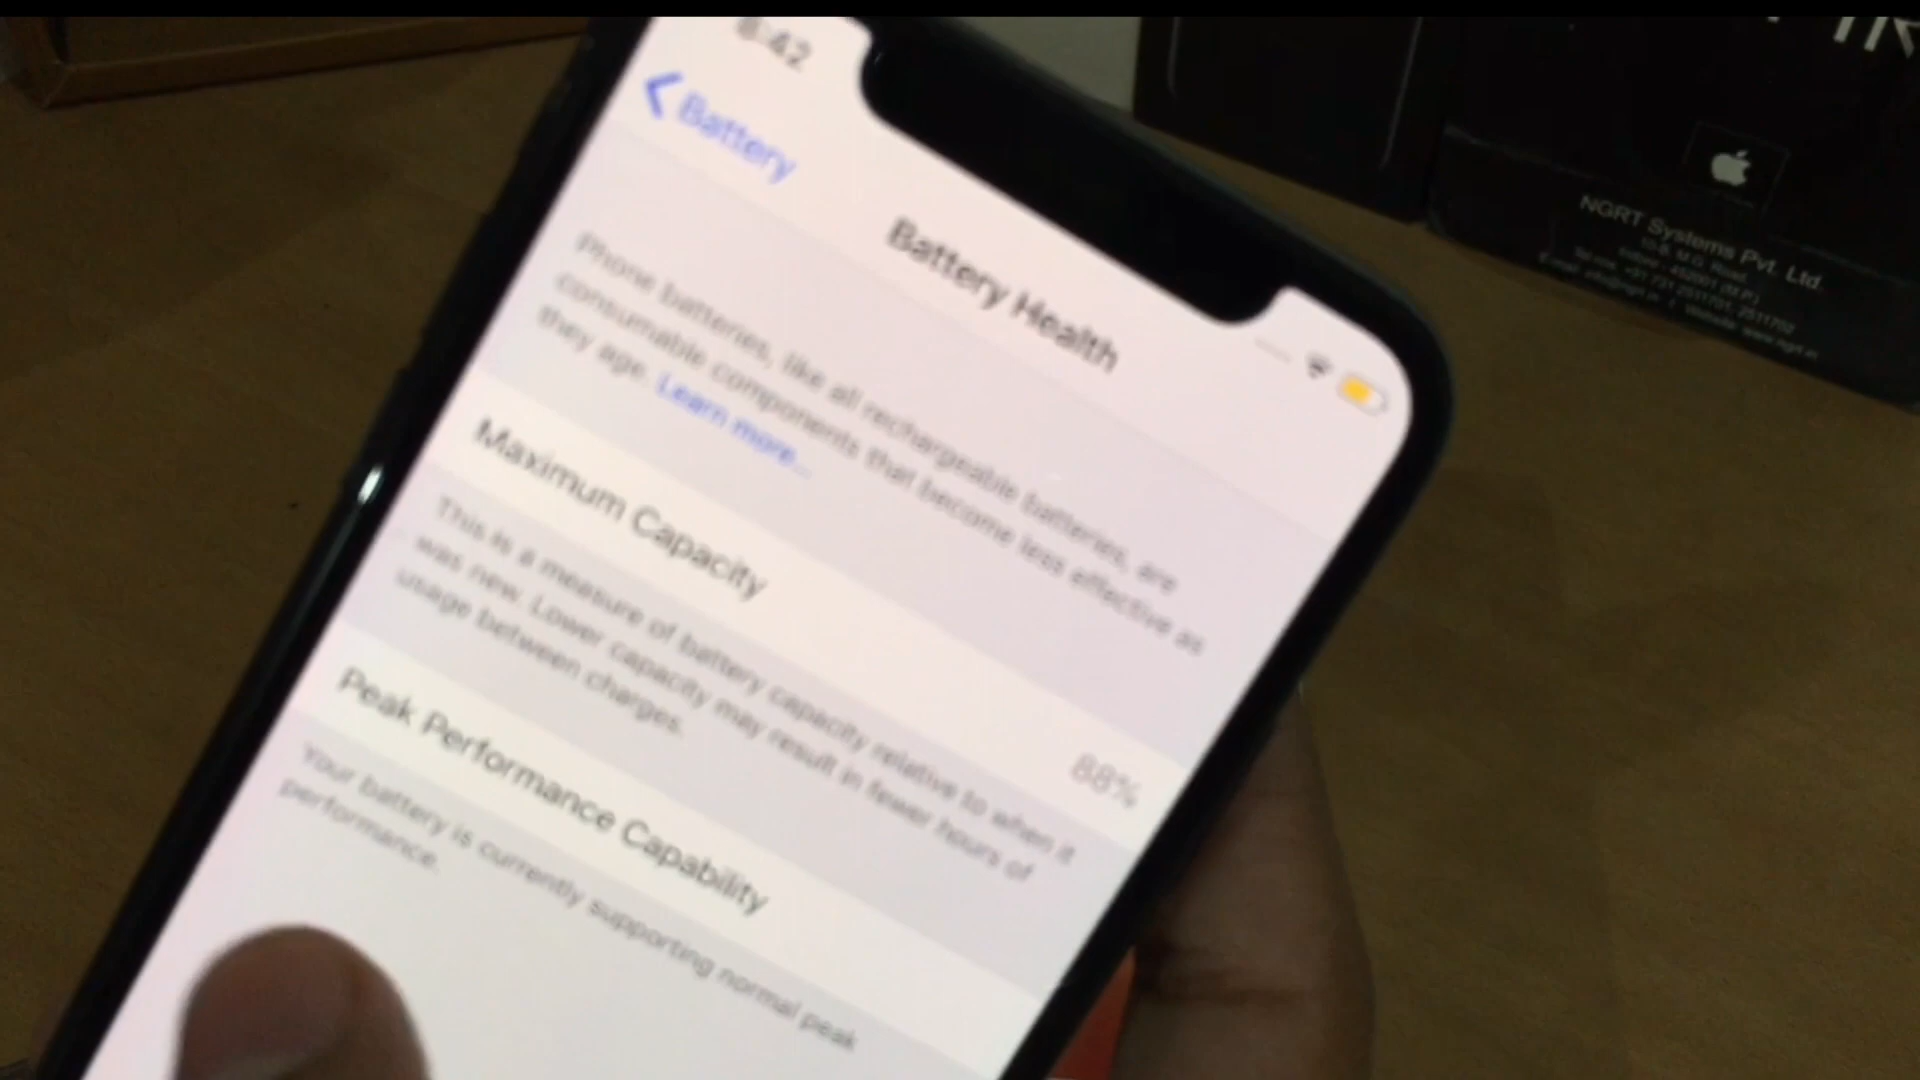 Battery
Battery Health
Phone batteries, like all rechargeable batteries, are
consumable components that become less effective as
they age. Learn more...
Maximum Capacity 88%
This is a measure of battery capacity relative to when it
was new. Lower capacity may result in fewer hours of
usage between charges.
Peak Performance Capability
Your battery is currently supporting normal peak
performance.
NGRT Systems Pvt. Ltd.
M.G. Road,